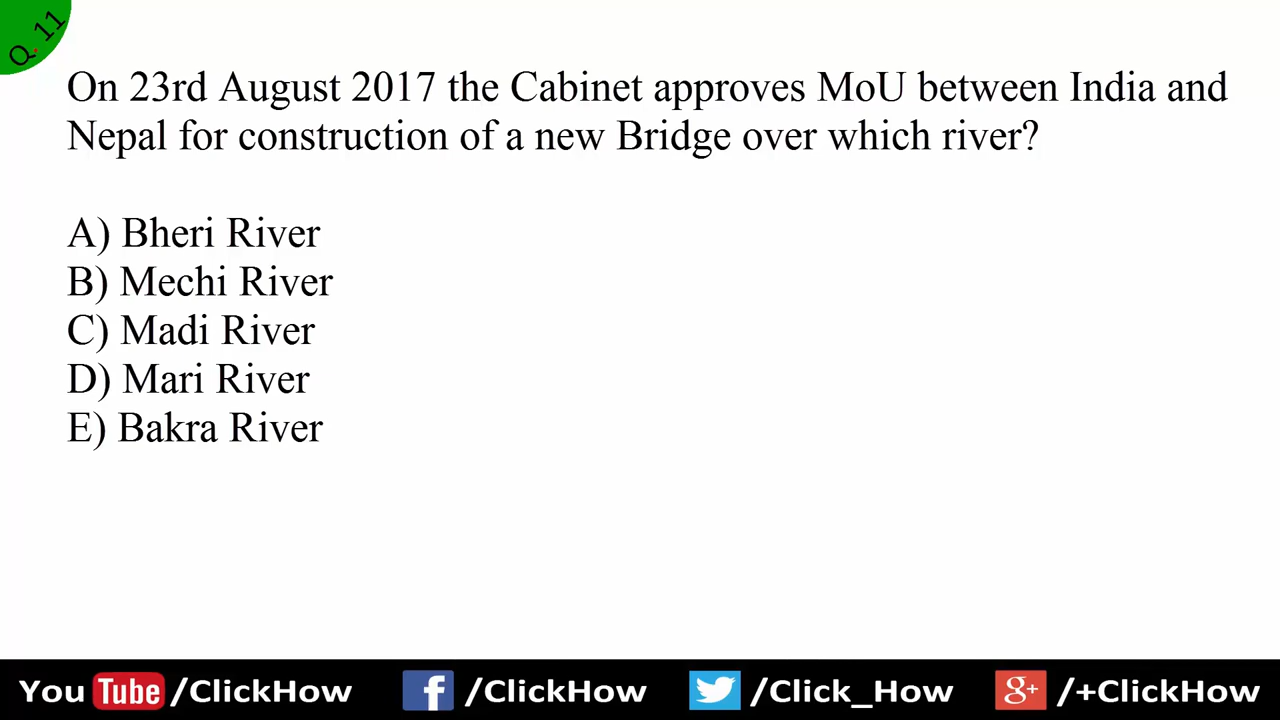 Q. 11
On 23rd August 2017 the Cabinet approves MoU between India and
Nepal for construction of a new Bridge over which river?
A) Bheri River
B) Mechi River
C) Madi River
D) Mari River
E) Bakra River
You Tube /ClickHow f /ClickHow /Click_How g+ /+ClickHow